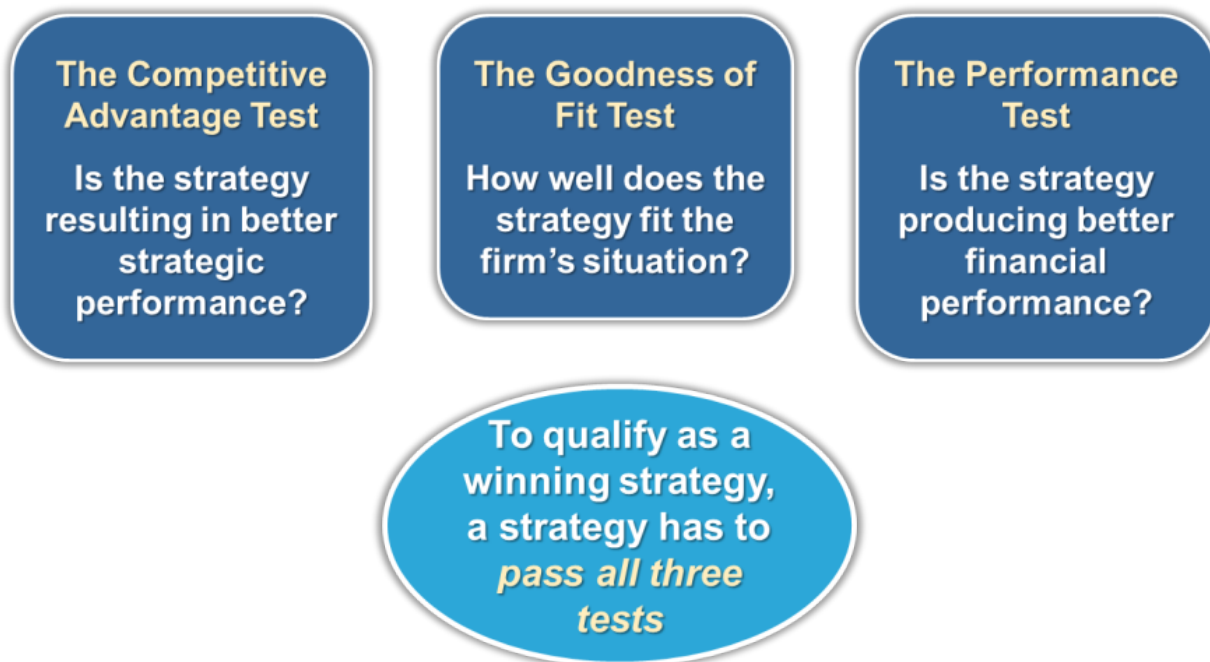 The Competitive
Advantage Test
Is the strategy
resulting in better
strategic
performance?
The Goodness of
Fit Test
How well does the
strategy fit the
firm’s situation?
The Performance
Test
Is the strategy
producing better
financial
performance?
To qualify as a
winning strategy,
a strategy has to
pass all three
tests